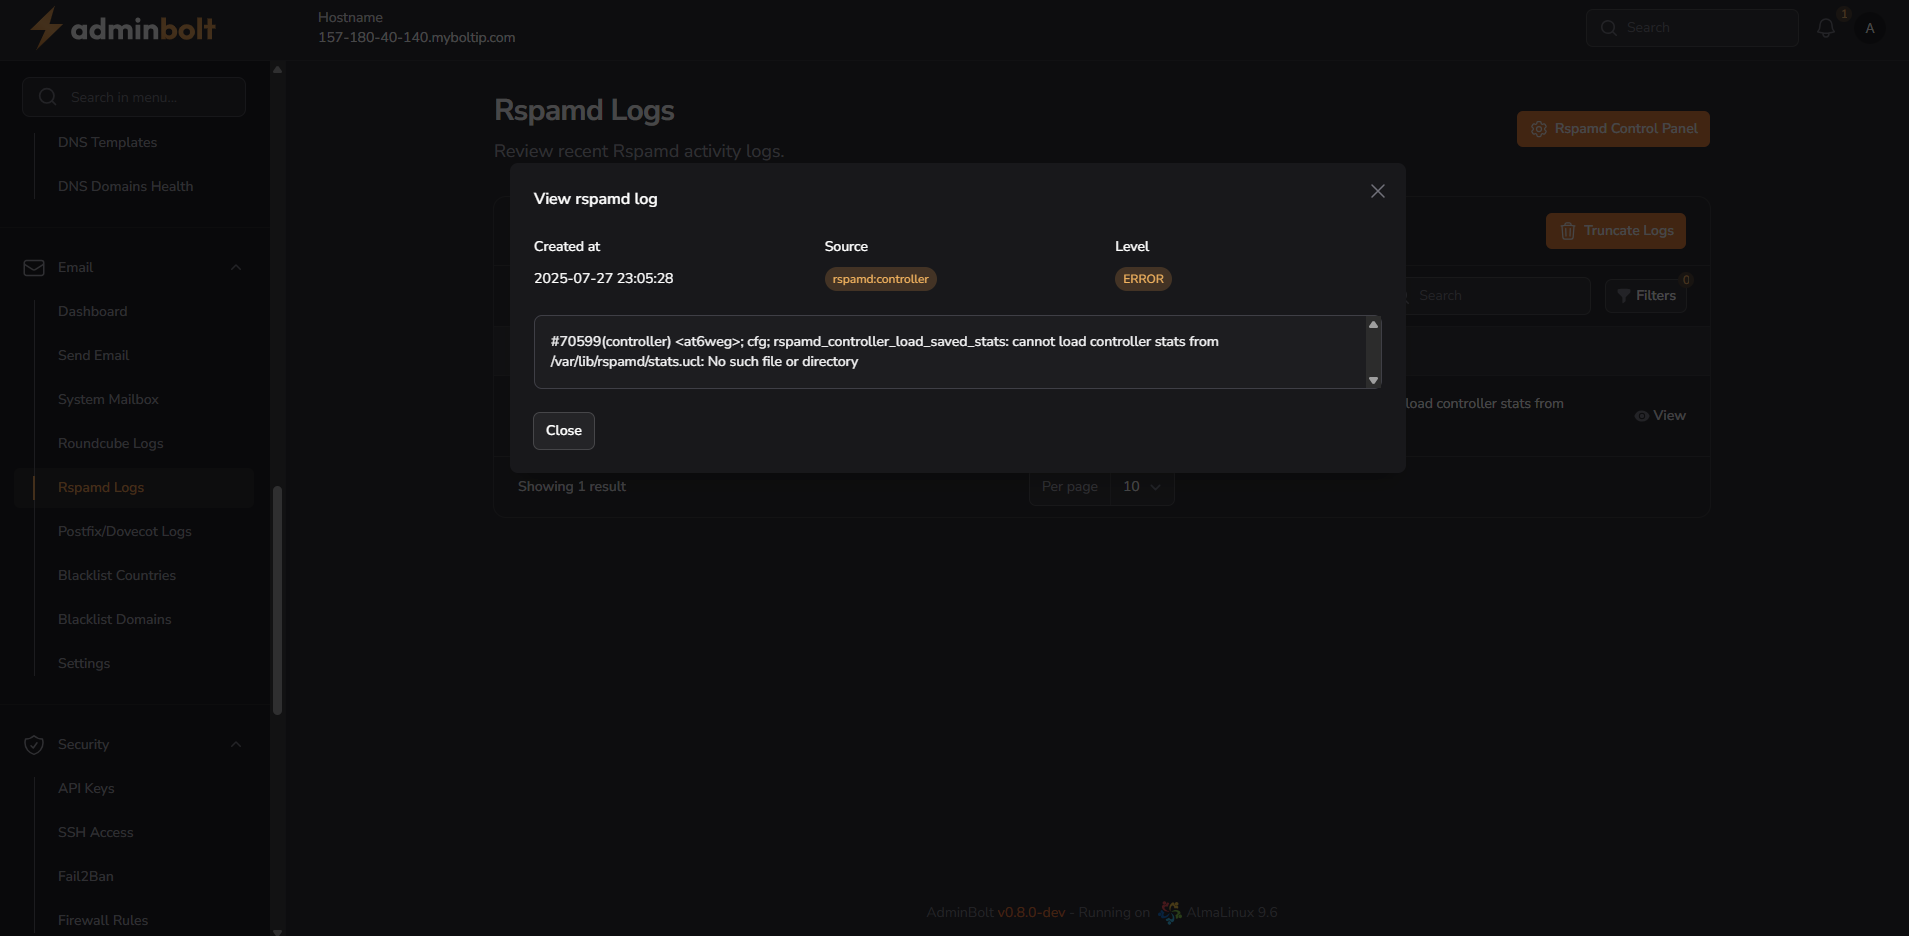 adminbolt
Hostname
157-180-40-140.myboltip.com
Search
1
A
Search in menu...
DNS Templates
DNS Domains Health
Email
Dashboard
Send Email
System Mailbox
Roundcube Logs
Rspamd Logs
Postfix/Dovecot Logs
Blacklist Countries
Blacklist Domains
Settings
Security
API Keys
SSH Access
Fail2Ban
Firewall Rules
Rspamd Logs
Review recent Rspamd activity logs.
Rspamd Control Panel
Truncate Logs
Search
Filters
0
View rspamd log
Created at
Source
Level
2025-07-27 23:05:28
rspamd:controller
ERROR
#70599(controller) <at6weg>; cfg; rspamd_controller_load_saved_stats: cannot load controller stats from
/var/lib/rspamd/stats.ucl: No such file or directory
Close
load controller stats from
View
Showing 1 result
Per page
10
AdminBolt v0.8.0-dev - Running on AlmaLinux 9.6